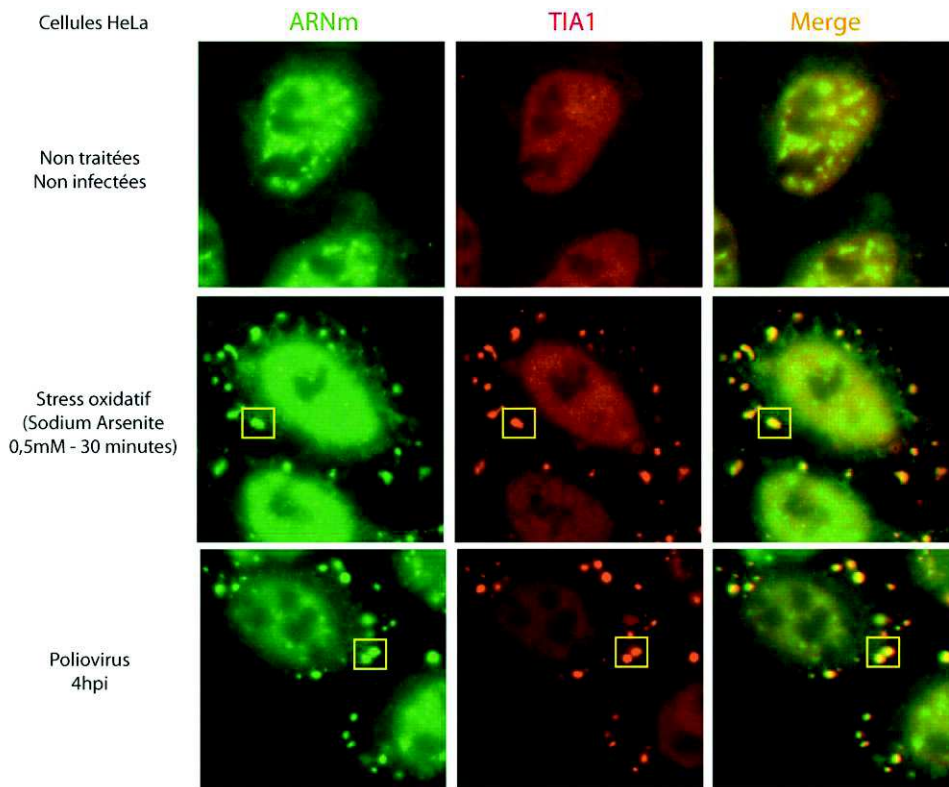 Cellules HeLa
ARNm
TIA1
Merge
Non traitées
Non infectées
Stress oxidatif
(Sodium Arsenite
0,5mM - 30 minutes)
Poliovirus
4hpi